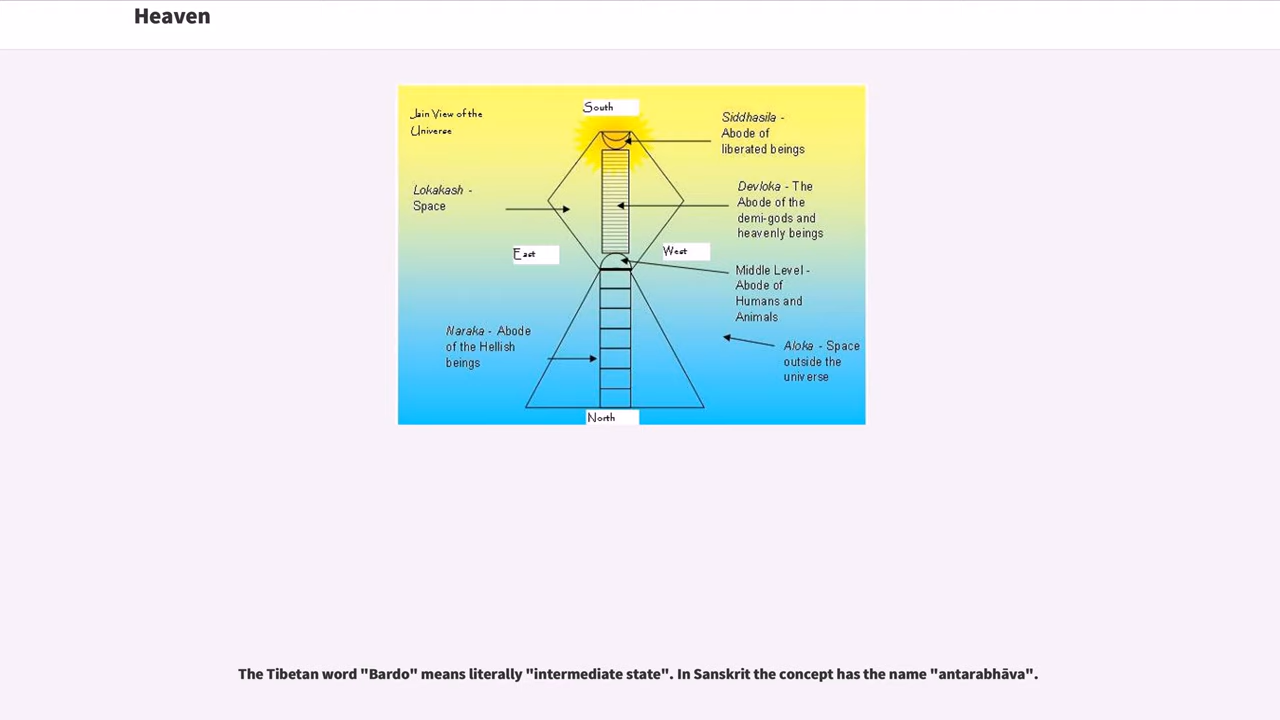 Heaven
Jain View of the
Universe
South
Siddhasila -
Abode of
liberated beings
Lokakash -
Space
Devloka - The
Abode of the
demi-gods and
heavenly beings
East
West
Middle Level -
Abode of
Humans and
Animals
Naraka - Abode
of the Hellish
beings
Aloka - Space
outside the
universe
North
The Tibetan word "Bardo" means literally "intermediate state". In Sanskrit the concept has the name "antarabhāva".